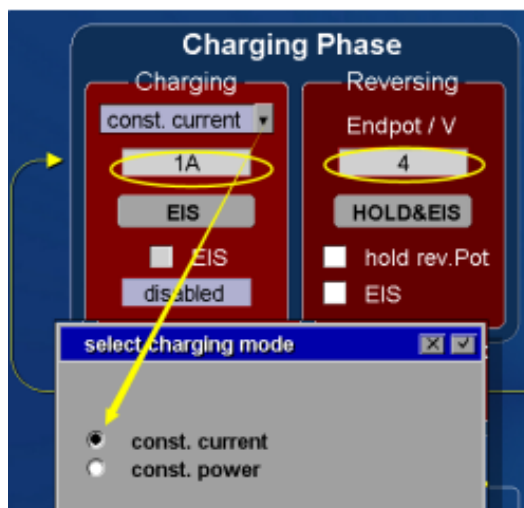 Charging Phase
Charging
Reversing
const. current
Endpot / V
1A
4
EIS
HOLD&EIS
EIS
hold rev.Pot
disabled
EIS
select charging mode
const. current
const. power